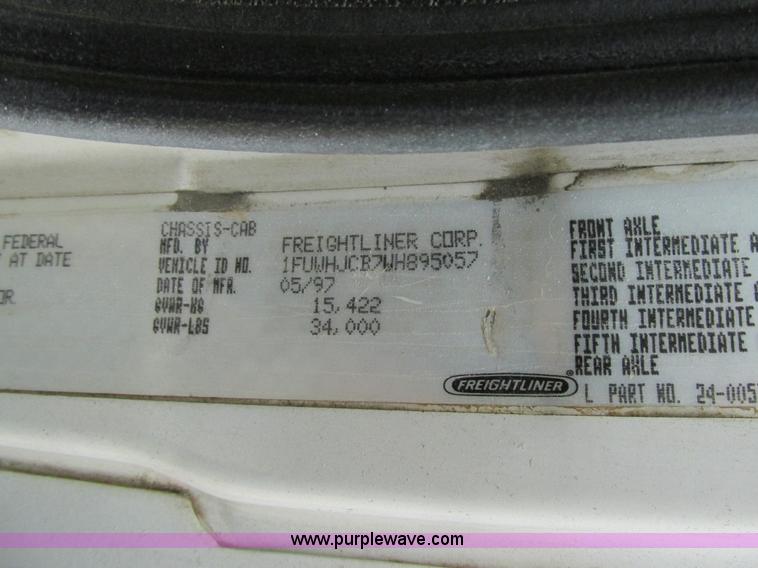 FEDERAL
T AT DATE
OR
CHASSIS-CAB
MFD. BY FREIGHTLINER CORP.
VEHICLE ID NO. 1FUWHJCB7WH895057
DATE OF MFR. 05/97
GVWR-KG 15,422
GVWR-LBS 34,000
FRONT AXLE
FIRST INTERMEDIATE A
SECOND INTERMEDIATE
THIRD INTERMEDIATE
FOURTH INTERMEDIATE
FIFTH INTERMEDIATE
REAR AXLE
FREIGHTLINER®
L PART NO. 24-005
www.purplewave.com